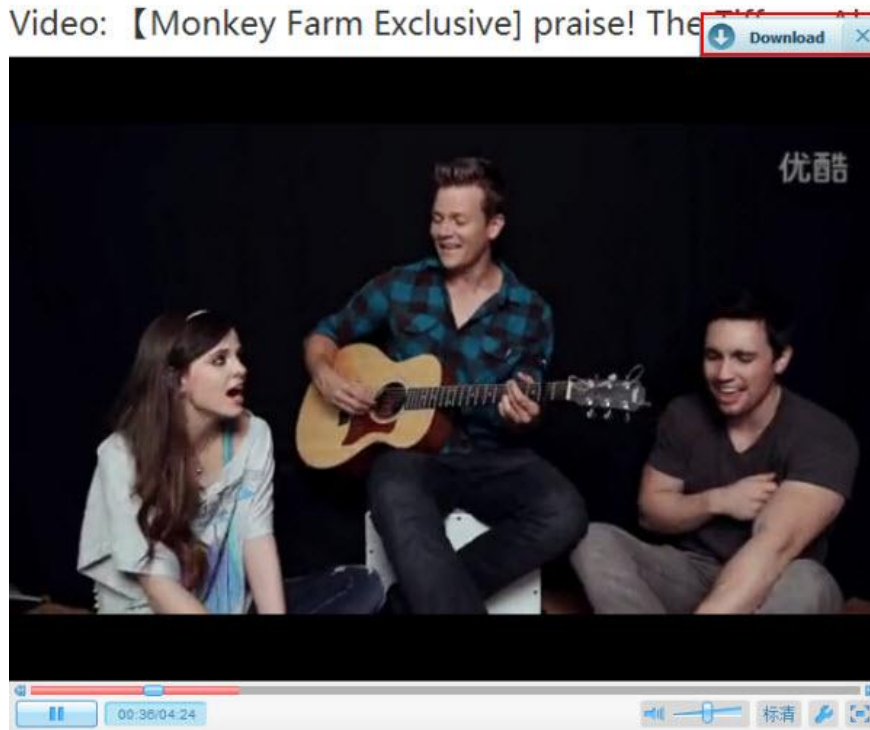 Video: 【Monkey Farm Exclusive] praise! The
Download
优酷
00:36/04:24
标清